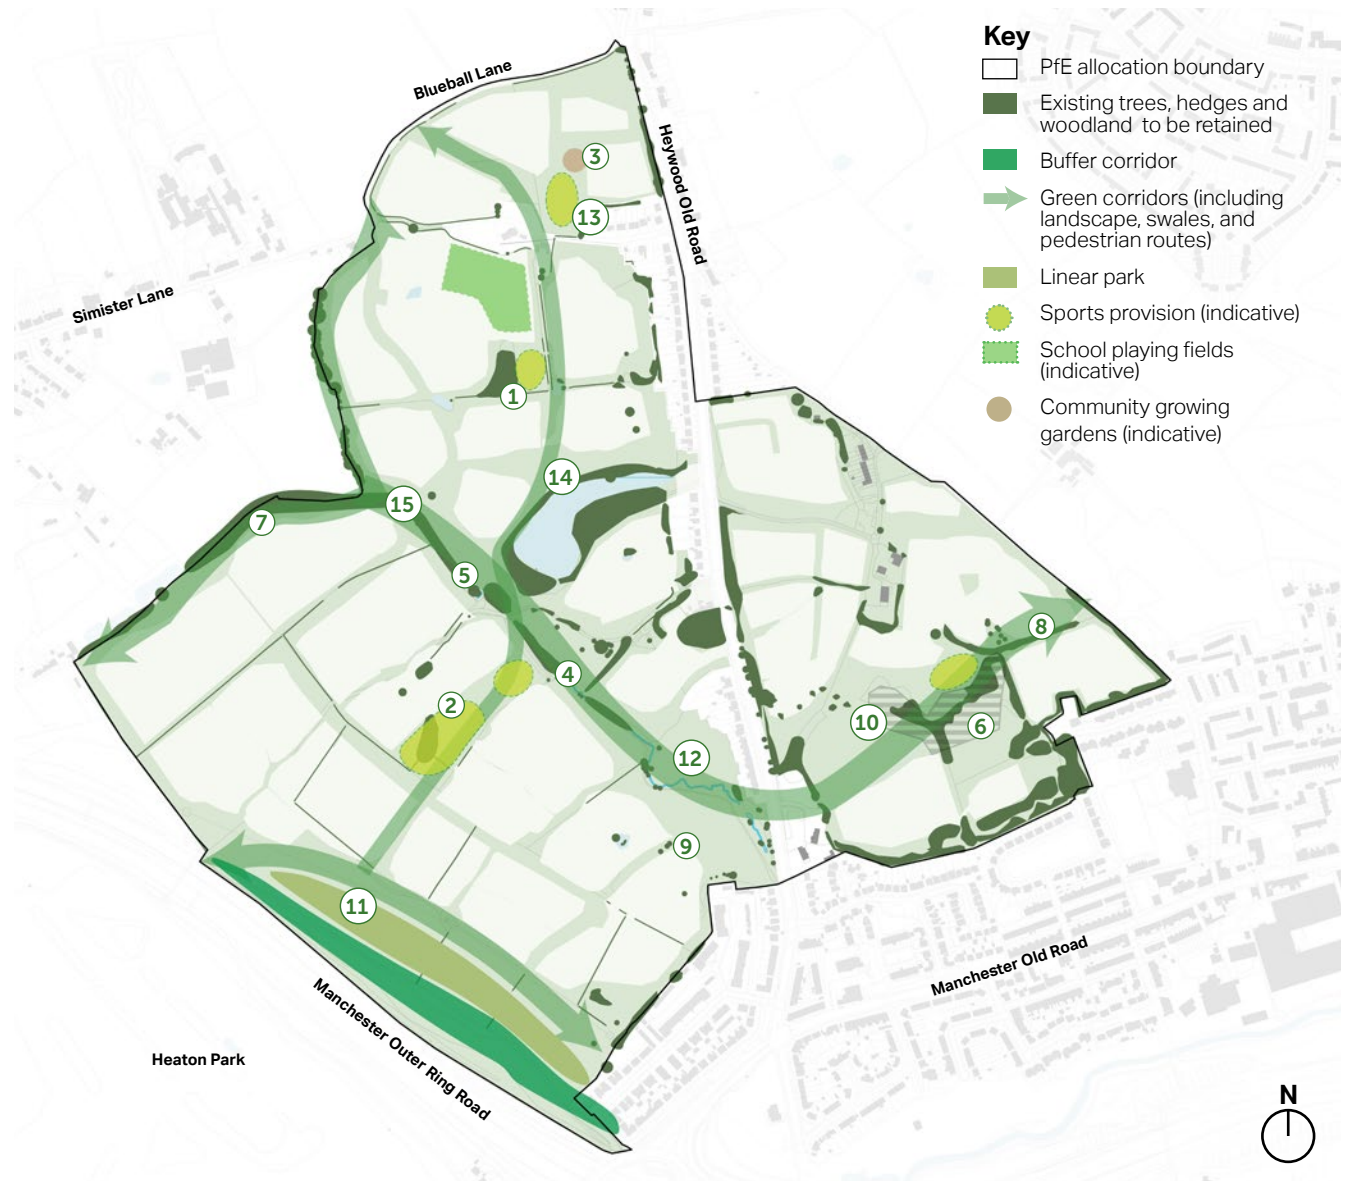 Key
PfE allocation boundary
Existing trees, hedges and
woodland to be retained
Buffer corridor
Green corridors (including
landscape, swales, and
pedestrian routes)
Linear park
Sports provision (indicative)
School playing fields
(indicative)
Community growing
gardens (indicative)
Blueball Lane
Heywood Old Road
Simister Lane
3
13
1
14
15
7
5
8
4
2
10
6
12
9
11
Manchester Old Road
Manchester Outer Ring Road
Heaton Park
N